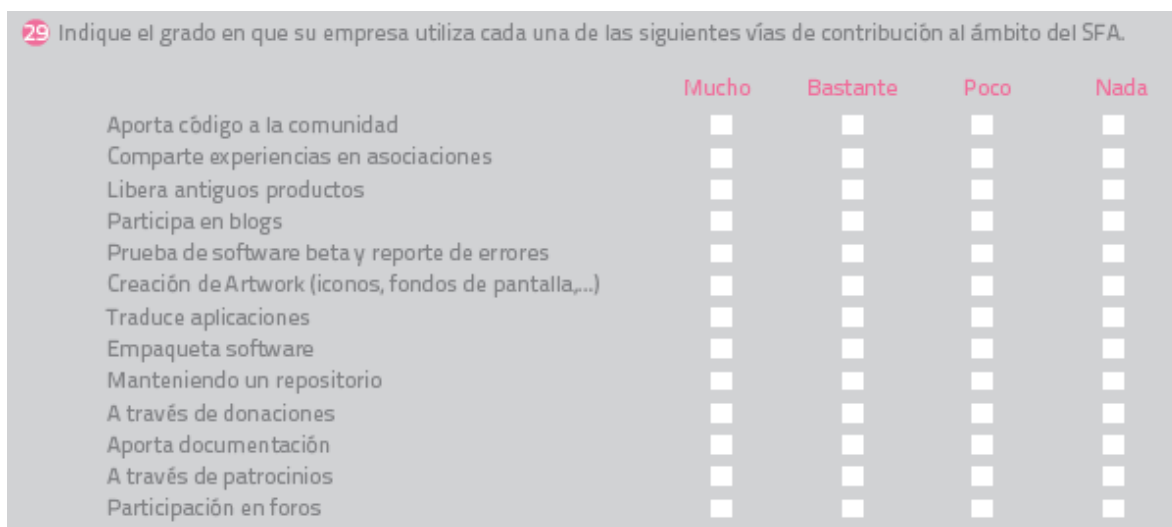 29 Indique el grado en que su empresa utiliza cada una de las siguientes vías de contribución al ámbito del SFA.
Mucho Bastante Poco Nada
Aporta código a la comunidad
Comparte experiencias en asociaciones
Libera antiguos productos
Participa en blogs
Prueba de software beta y reporte de errores
Creación de Artwork (iconos, fondos de pantalla,...)
Traduce aplicaciones
Empaqueta software
Manteniendo un repositorio
A través de donaciones
Aporta documentación
A través de patrocinios
Participación en foros